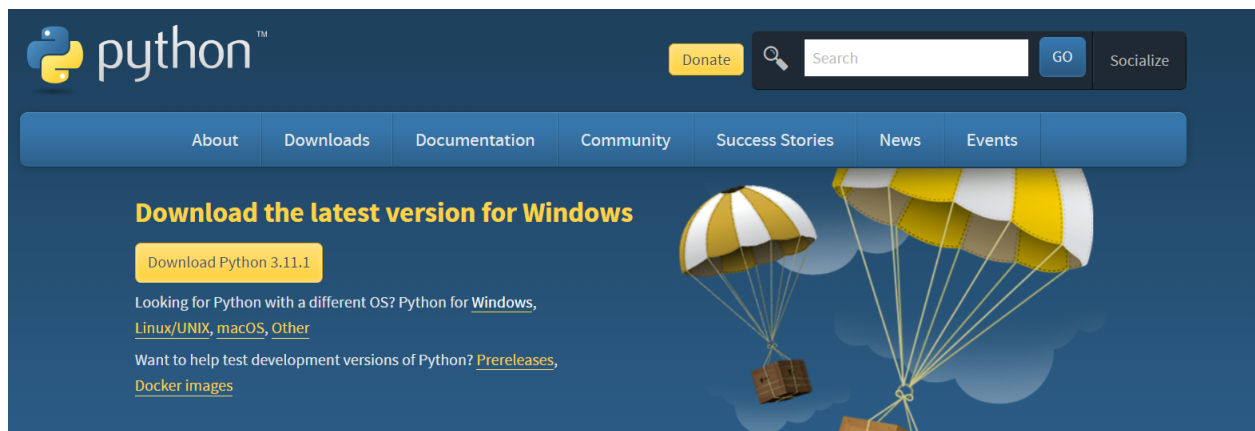 python™
Donate
Search
GO
Socialize
About Downloads Documentation Community Success Stories News Events
Download the latest version for Windows
Download Python 3.11.1
Looking for Python with a different OS? Python for Windows,
Linux/UNIX, macOS, Other
Want to help test development versions of Python? Prereleases,
Docker images